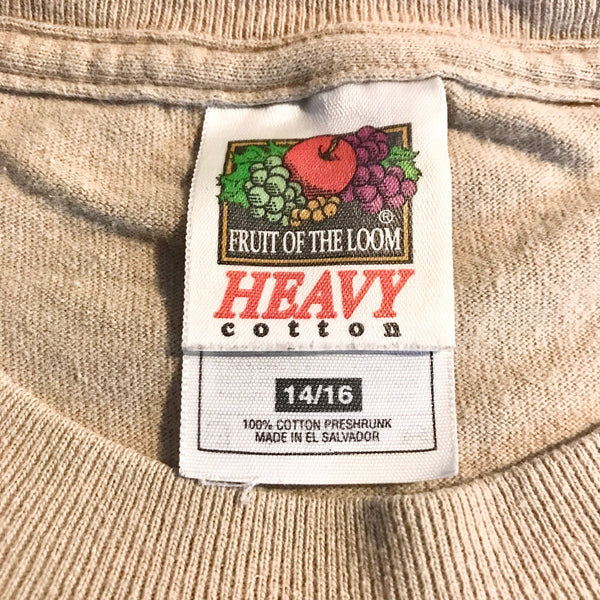 ®
FRUIT OF THE LOOM
HEAVY
cotton
14/16
100% COTTON PRESHRUNK
MADE IN EL SALVADOR